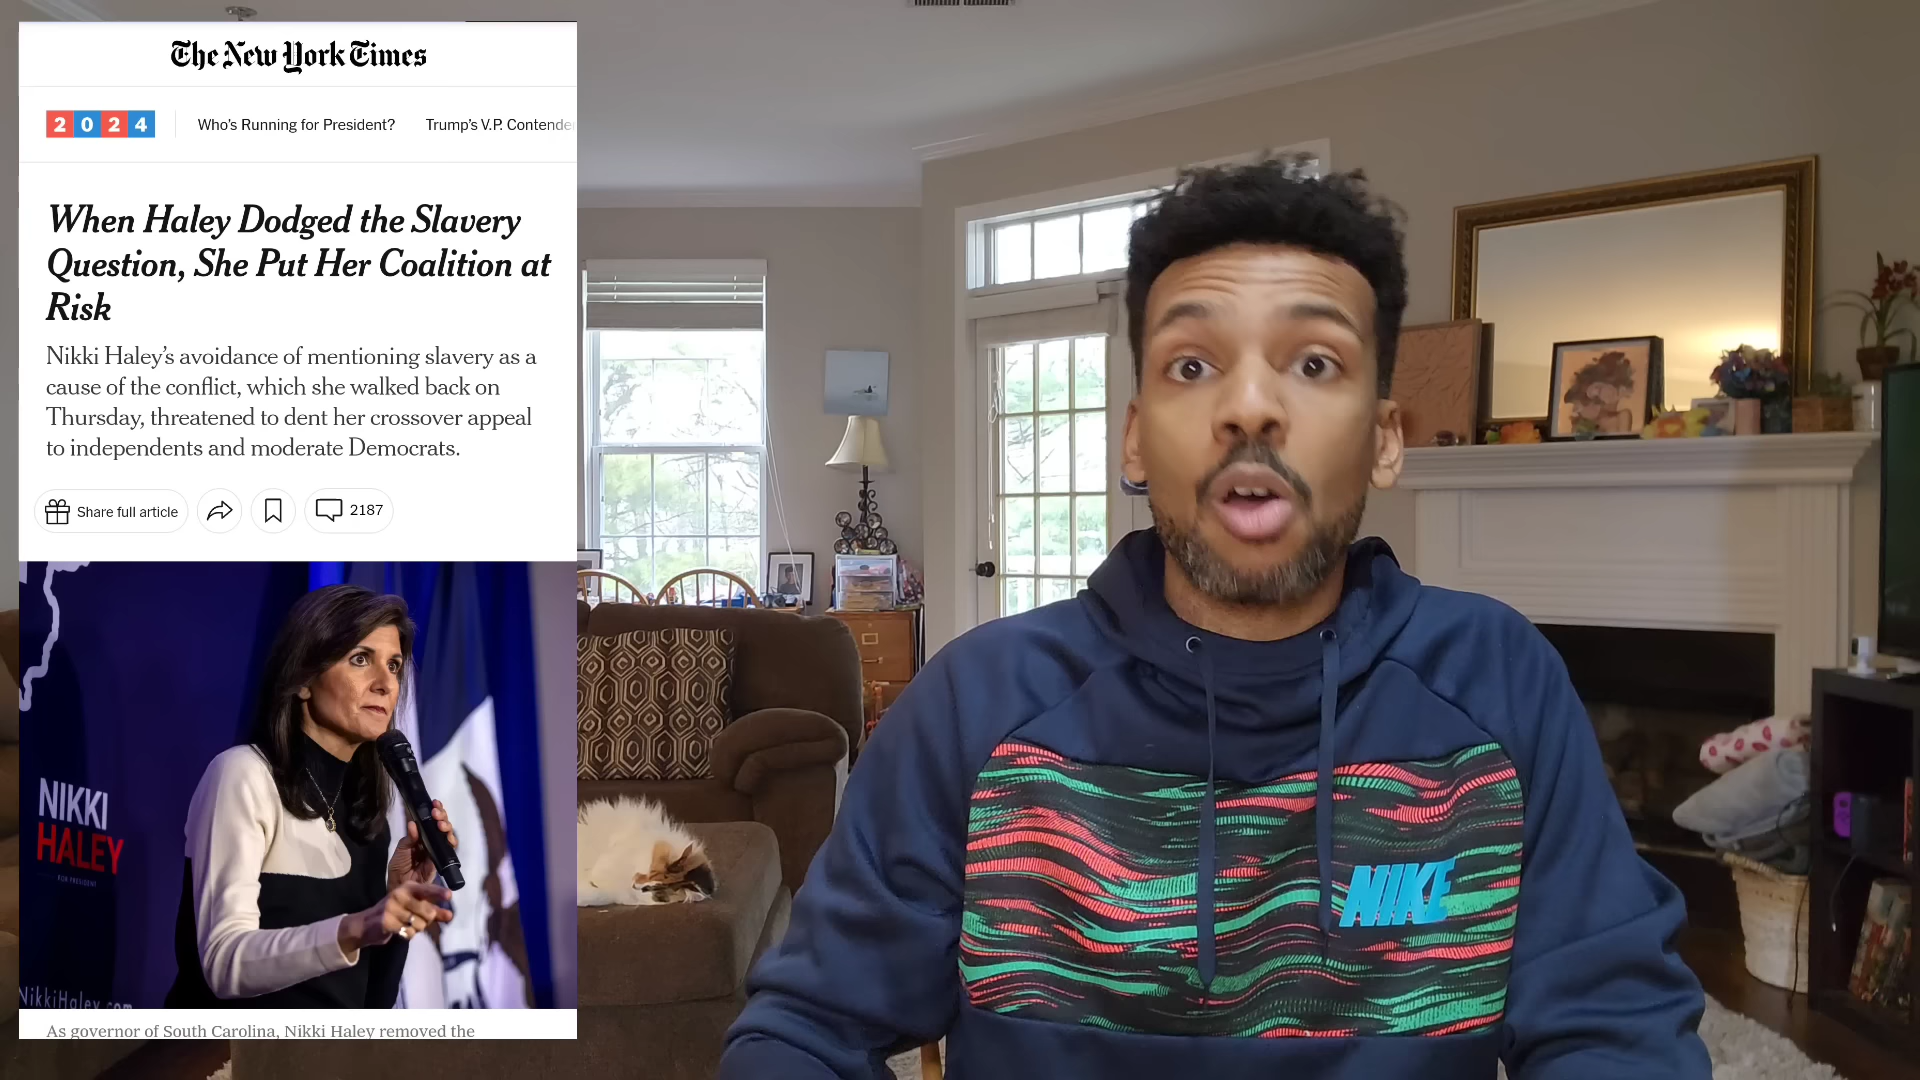 The New York Times
2024
Who's Running for President?
Trump's V.P. Contende
When Haley Dodged the Slavery
Question, She Put Her Coalition at
Risk
Nikki Haley's avoidance of mentioning slavery as a
cause of the conflict, which she walked back on
Thursday, threatened to dent her crossover appeal
to independents and moderate Democrats.
Share full article
2187
NIKKI
HALEY
FOR PRESIDENT
NikkiHaley.com
As governor of South Carolina, Nikki Haley removed the
NIKE